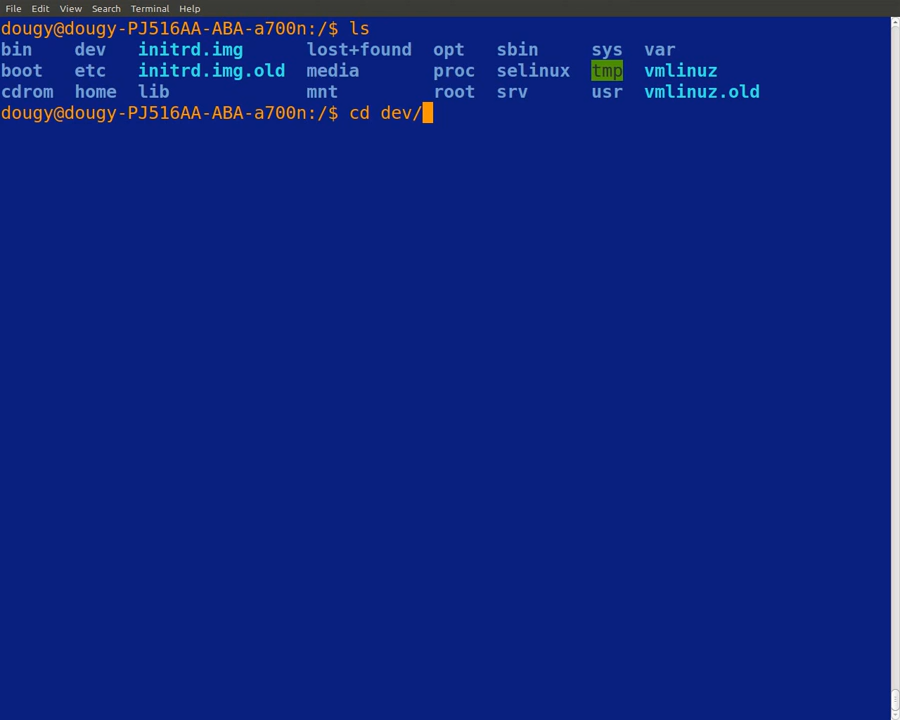 File Edit View Search Terminal Help
dougy@dougy-PJ516AA-ABA-a700n:/$ ls
bin dev initrd.img lost+found opt sbin sys var
boot etc initrd.img.old media proc selinux tmp vmlinuz
cdrom home lib mnt root srv usr vmlinuz.old
dougy@dougy-PJ516AA-ABA-a700n:/$ cd dev/